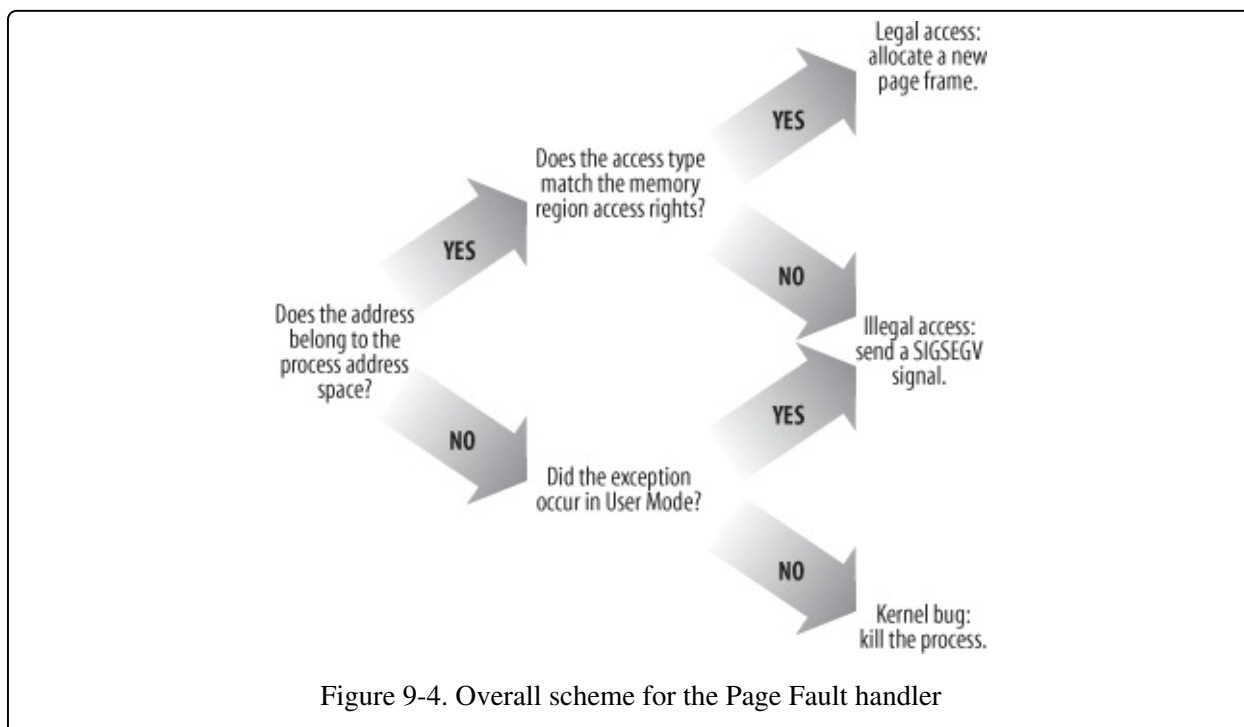 Legal access:
allocate a new
page frame.
YES
Does the access type
match the memory
region access rights?
YES
NO
Does the address
belong to the
process address
space?
Illegal access:
send a SIGSEGV
signal.
YES
NO
Did the exception
occur in User Mode?
NO
Kernel bug:
kill the process.
Figure 9-4. Overall scheme for the Page Fault handler